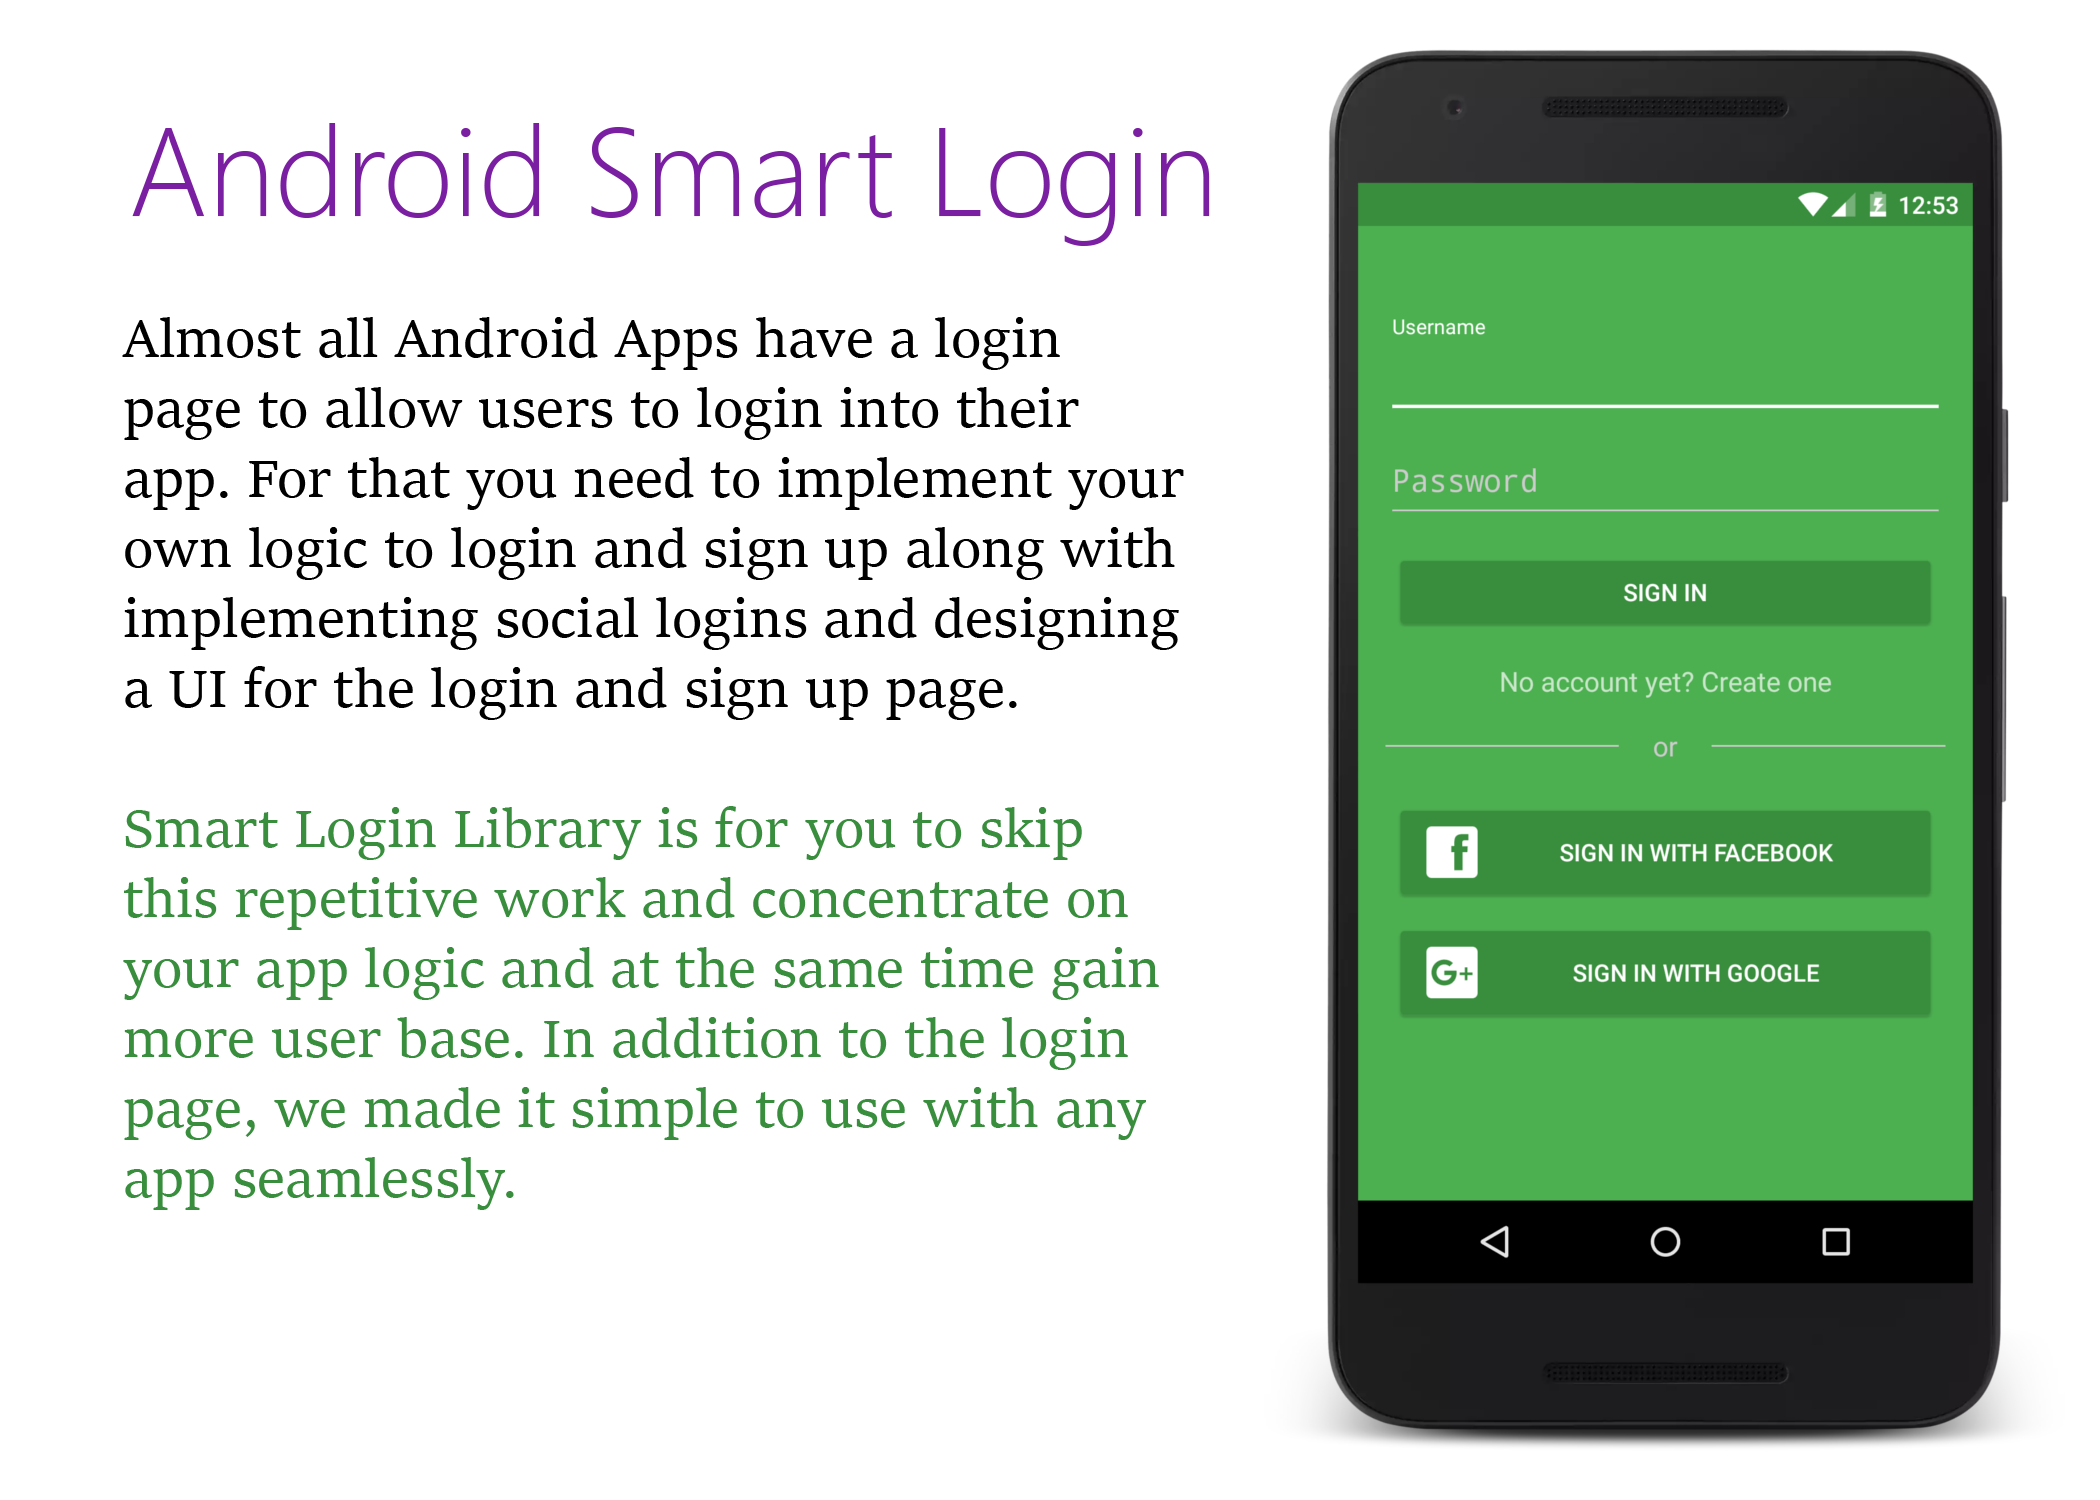 Android Smart Login
Almost all Android Apps have a login
page to allow users to login into their
app. For that you need to implement your
own logic to login and sign up along with
implementing social logins and designing
a UI for the login and sign up page.
Smart Login Library is for you to skip
this repetitive work and concentrate on
your app logic and at the same time gain
more user base. In addition to the login
page, we made it simple to use with any
app seamlessly.
12:53
Username
Password
SIGN IN
No account yet? Create one
or
f SIGN IN WITH FACEBOOK
G+ SIGN IN WITH GOOGLE